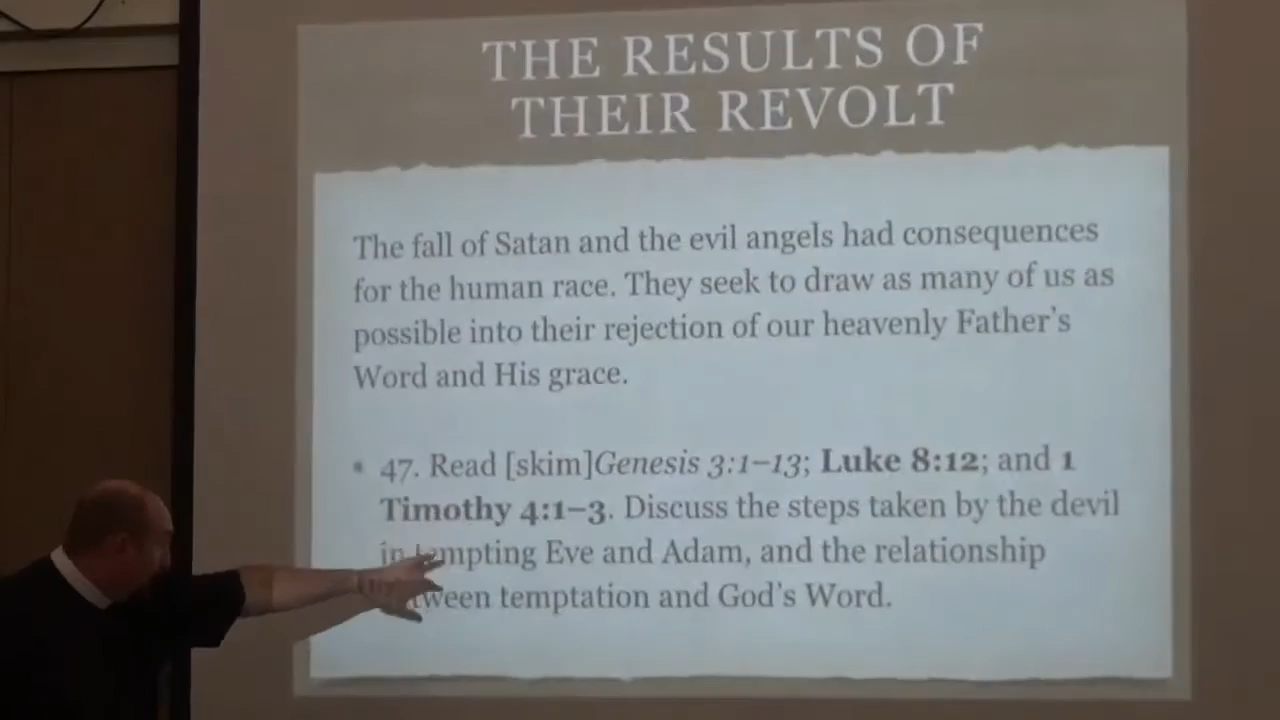 THE RESULTS OF
THEIR REVOLT
The fall of Satan and the evil angels had consequences
for the human race. They seek to draw as many of us as
possible into their rejection of our heavenly Father's
Word and His grace.
• 47. Read [skim]Genesis 3:1–13; Luke 8:12; and 1
Timothy 4:1–3. Discuss the steps taken by the devil
in tempting Eve and Adam, and the relationship
between temptation and God's Word.